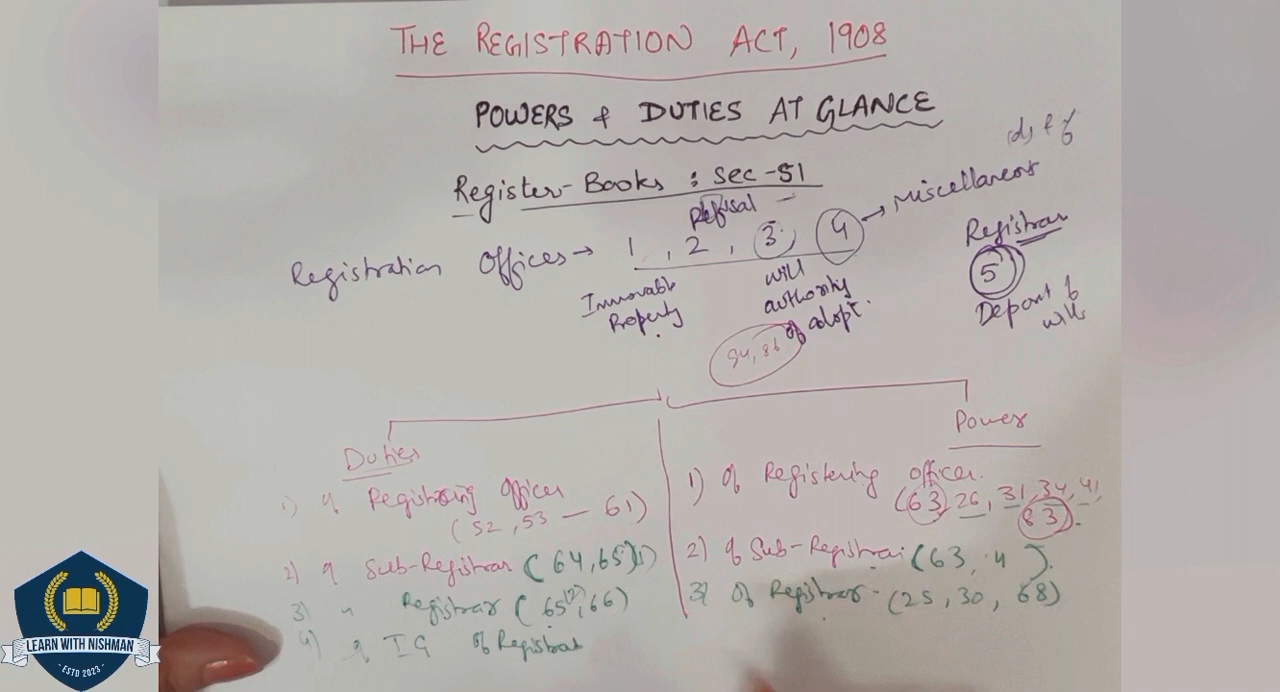 THE REGISTRATION ACT, 1908
POWERS & DUTIES AT GLANCE
Register-Books : Sec-51
Refusal
Registration Offices → 1, 2, 3, 4 → Miscellaneous
Immovable Property
will authority of adopt.
Registrar
5
Deposit of wills
Duties
1) of Registring Officer
(52, 53 — 61)
2) of Sub-Registrar (64, 65(1))
3) " Registrar (65(2), 66)
4) of IG of Registrat
Power
1) of Registering officer.
(63, 26, 31, 34, 41, 83).
2) of Sub-Registrar (63, 41).
3) of Registrar - (25, 30, 68)
LEARN WITH NISHMAN
ESTD 2023